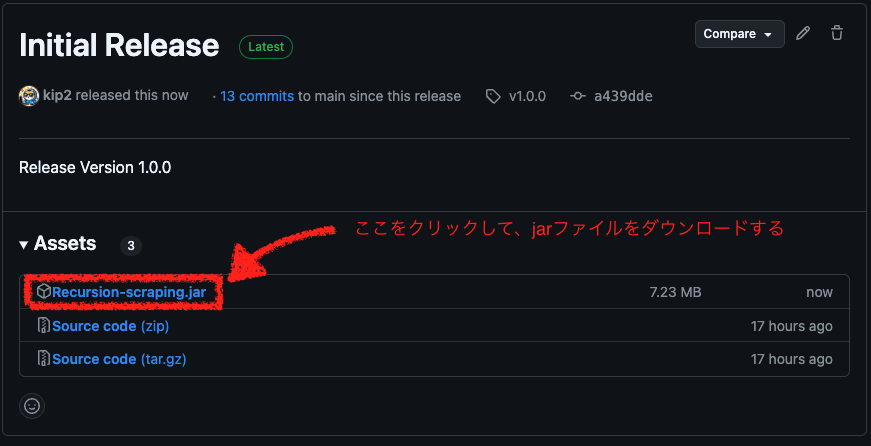 Initial Release Latest Compare
kip2 released this now · 13 commits to main since this release v1.0.0 a439dde
Release Version 1.0.0
ここをクリックして、jarファイルをダウンロードする
Assets 3
Recursion-scraping.jar 7.23 MB now
Source code (zip) 17 hours ago
Source code (tar.gz) 17 hours ago